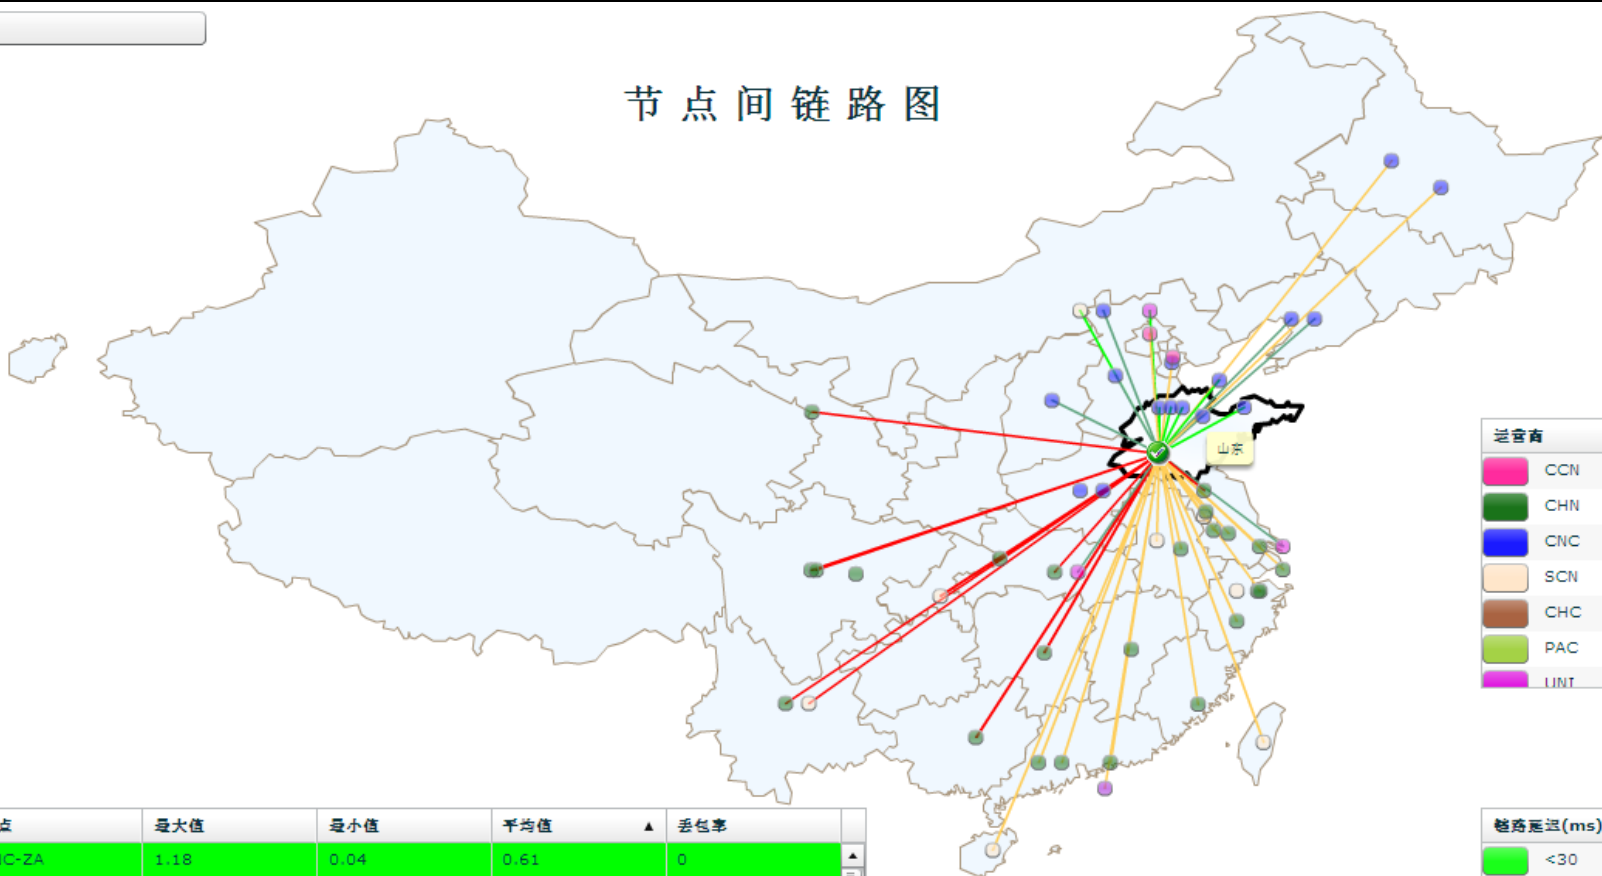 节点间链路图
山东
运营商
CCN
CHN
CNC
SCN
CHC
PAC
UNI
点 最大值 最小值 平均值 ▲ 丢包率
IC-ZA 1.18 0.04 0.61 0
链路延迟(ms)
<30